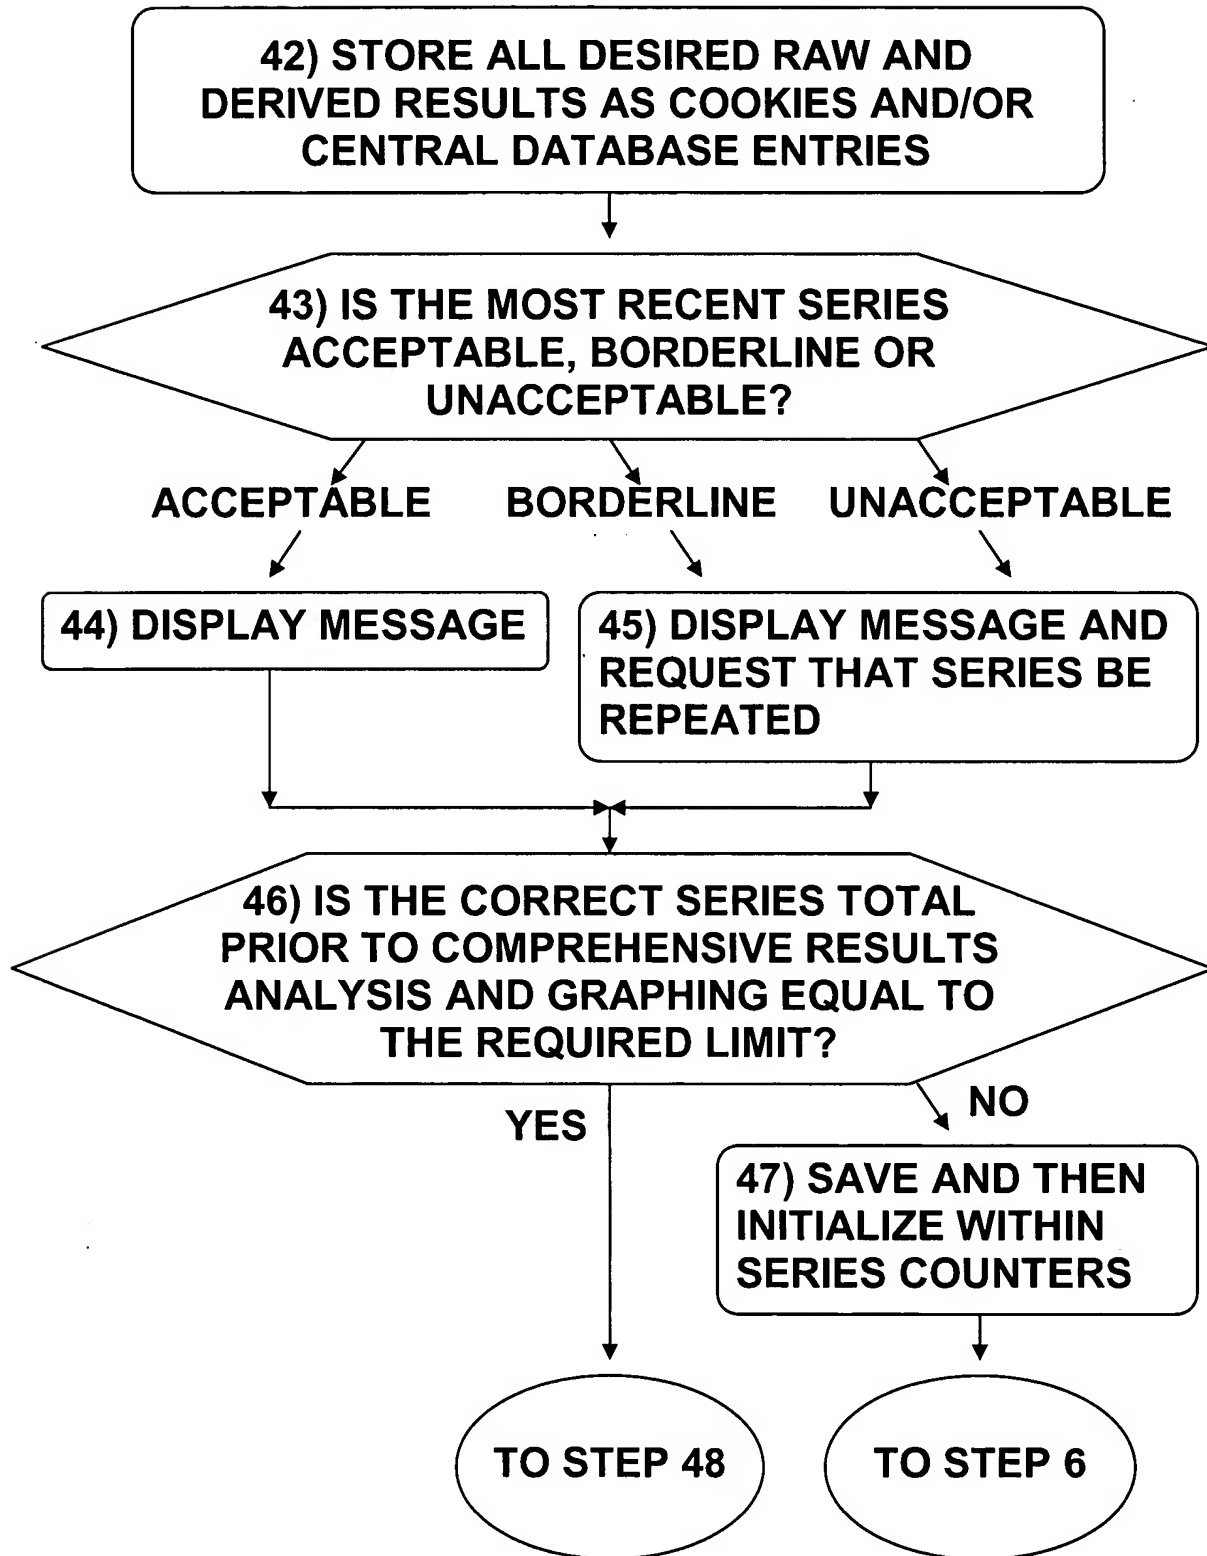 42) STORE ALL DESIRED RAW AND
DERIVED RESULTS AS COOKIES AND/OR
CENTRAL DATABASE ENTRIES
43) IS THE MOST RECENT SERIES
ACCEPTABLE, BORDERLINE OR
UNACCEPTABLE?
ACCEPTABLE
BORDERLINE
UNACCEPTABLE
44) DISPLAY MESSAGE
45) DISPLAY MESSAGE AND
REQUEST THAT SERIES BE
REPEATED
46) IS THE CORRECT SERIES TOTAL
PRIOR TO COMPREHENSIVE RESULTS
ANALYSIS AND GRAPHING EQUAL TO
THE REQUIRED LIMIT?
YES
NO
47) SAVE AND THEN
INITIALIZE WITHIN
SERIES COUNTERS
TO STEP 48
TO STEP 6